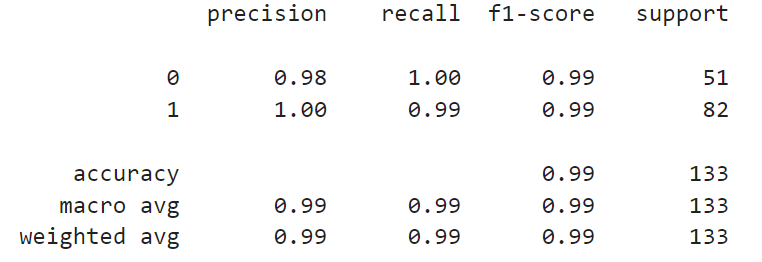 precision recall f1-score support
0 0.98 1.00 0.99 51
1 1.00 0.99 0.99 82
accuracy 0.99 133
macro avg 0.99 0.99 0.99 133
weighted avg 0.99 0.99 0.99 133